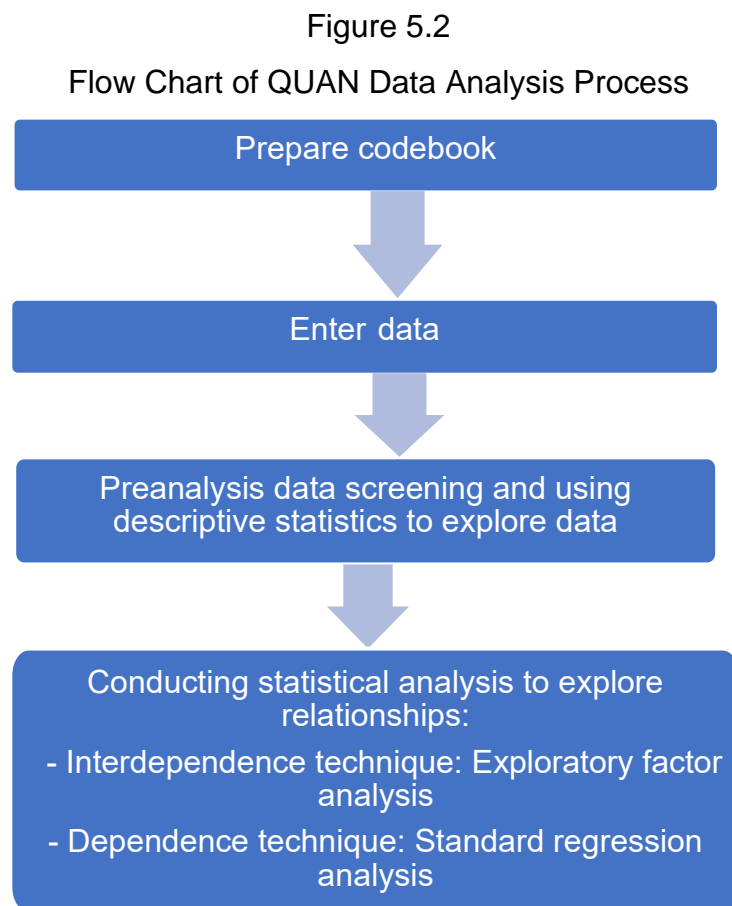 Figure 5.2
Flow Chart of QUAN Data Analysis Process
Prepare codebook
Enter data
Preanalysis data screening and using
descriptive statistics to explore data
Conducting statistical analysis to explore
relationships:
- Interdependence technique: Exploratory factor
analysis
- Dependence technique: Standard regression
analysis